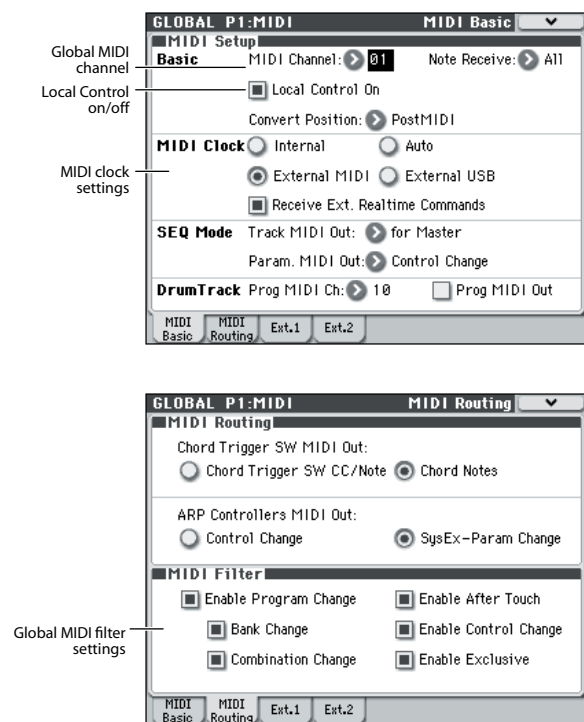 GLOBAL P1:MIDI MIDI Basic
MIDI Setup
Global MIDI channel
Basic MIDI Channel: 01 Note Receive: All
Local Control on/off
Local Control On
Convert Position: PostMIDI
MIDI clock settings
MIDI Clock Internal Auto
External MIDI External USB
Receive Ext. Realtime Commands
SEQ Mode Track MIDI Out: for Master
Param. MIDI Out: Control Change
DrumTrack Prog MIDI Ch: 10 Prog MIDI Out
MIDI Basic MIDI Routing Ext.1 Ext.2
GLOBAL P1:MIDI MIDI Routing
MIDI Routing
Chord Trigger SW MIDI Out:
Chord Trigger SW CC/Note Chord Notes
ARP Controllers MIDI Out:
Control Change SysEx-Param Change
MIDI Filter
Global MIDI filter settings
Enable Program Change Enable After Touch
Bank Change Enable Control Change
Combination Change Enable Exclusive
MIDI Basic MIDI Routing Ext.1 Ext.2